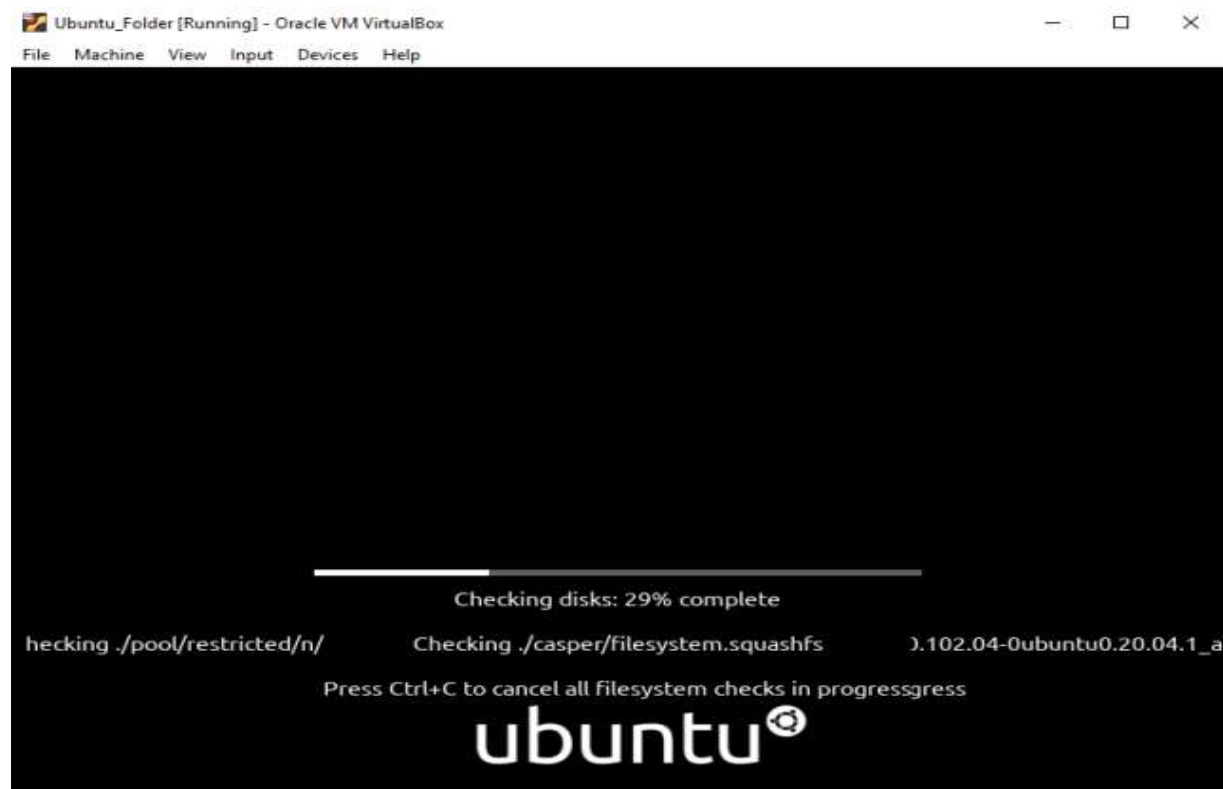 Ubuntu_Folder [Running] - Oracle VM VirtualBox
File Machine View Input Devices Help
Checking disks: 29% complete
hecking ./pool/restricted/n/ Checking ./casper/filesystem.squashfs ).102.04-0ubuntu0.20.04.1_a
Press Ctrl+C to cancel all filesystem checks in progressgress
ubuntu